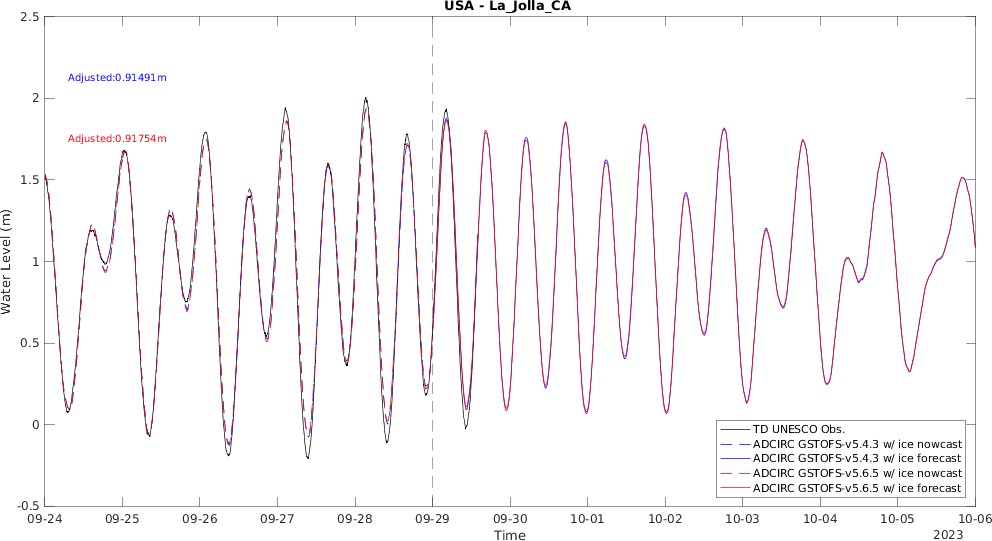 USA - La_Jolla_CA
2.5
2
1.5
1
0.5
0
-0.5
Water Level (m)
Adjusted:0.91491m
Adjusted:0.91754m
TD UNESCO Obs.
ADCIRC GSTOFS-v5.4.3 w/ ice nowcast
ADCIRC GSTOFS-v5.4.3 w/ ice forecast
ADCIRC GSTOFS-v5.6.5 w/ ice nowcast
ADCIRC GSTOFS-v5.6.5 w/ ice forecast
09-24 09-25 09-26 09-27 09-28 09-29 09-30 10-01 10-02 10-03 10-04 10-05 10-06
Time
2023